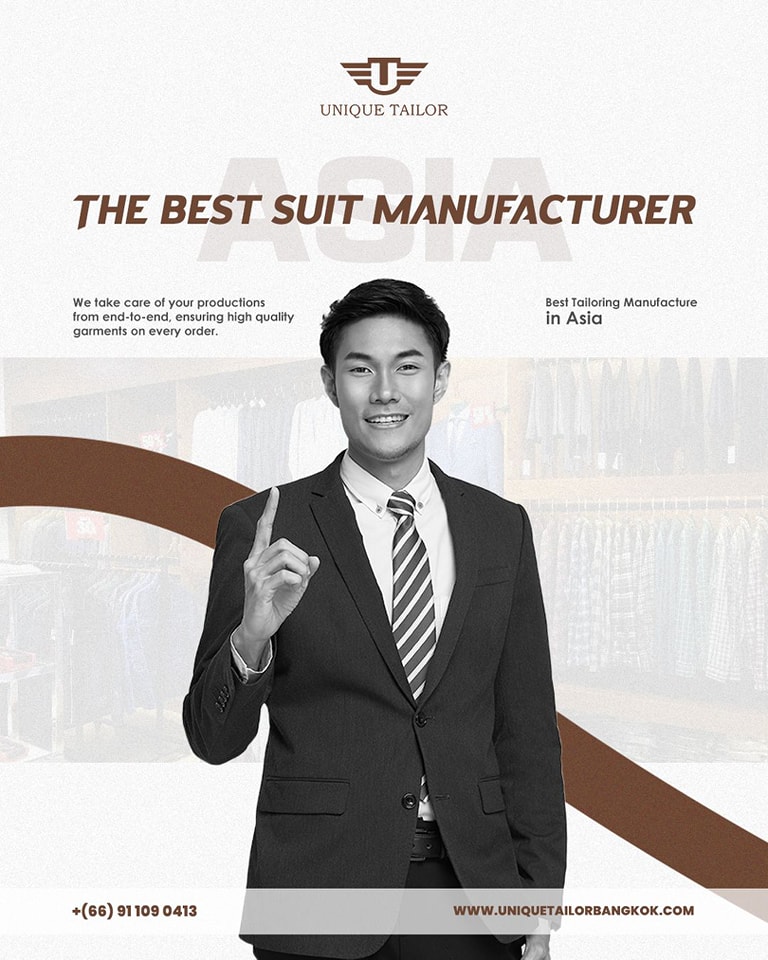 UNIQUE TAILOR
ASIA
THE BEST SUIT MANUFACTURER
We take care of your productions
from end-to-end, ensuring high quality
garments on every order.
Best Tailoring Manufacture
in Asia
+(66) 91 109 0413
WWW.UNIQUETAILORBANGKOK.COM